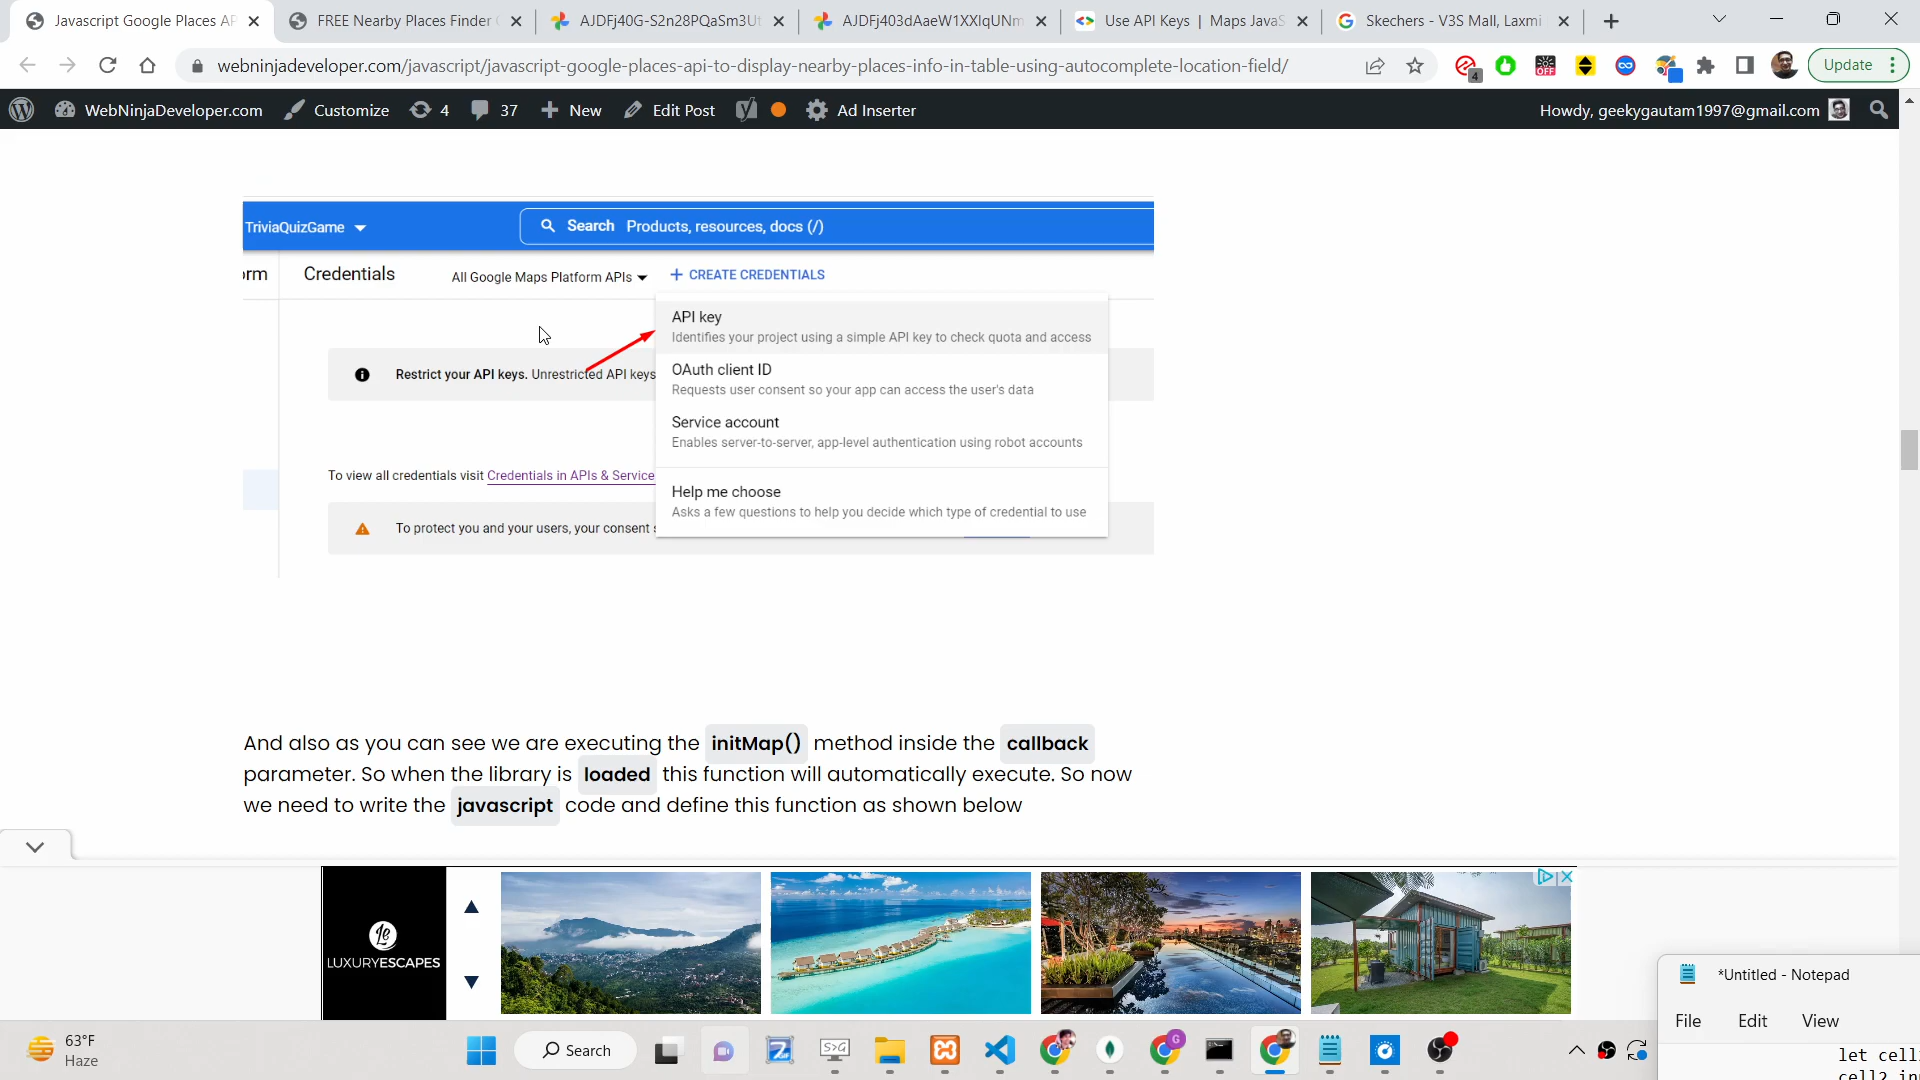 Javascript Google Places AP
FREE Nearby Places Finder
AJDFj40G-S2n28PQaSm3Ut
AJDFj403dAaeW1XXlqUNm
Use API Keys | Maps JavaS
Skechers - V3S Mall, Laxmi
webninjadeveloper.com/javascript/javascript-google-places-api-to-display-nearby-places-info-in-table-using-autocomplete-location-field/
4
OFF
Update
WebNinjaDeveloper.com
Customize
4
37
New
Edit Post
Ad Inserter
Howdy, geekygautam1997@gmail.com
TriviaQuizGame
Search Products, resources, docs (/)
rm
Credentials
All Google Maps Platform APIs
+ CREATE CREDENTIALS
API key
Identifies your project using a simple API key to check quota and access
Restrict your API keys. Unrestricted API keys
OAuth client ID
Requests user consent so your app can access the user's data
Service account
Enables server-to-server, app-level authentication using robot accounts
To view all credentials visit Credentials in APIs & Service
Help me choose
Asks a few questions to help you decide which type of credential to use
To protect you and your users, your consent s
And also as you can see we are executing the initMap() method inside the callback
parameter. So when the library is loaded this function will automatically execute. So now
we need to write the javascript code and define this function as shown below
le
LUXURYESCAPES
*Untitled - Notepad
File Edit View
let cell
cell2.in
63°F
Haze
Search
S>G
G